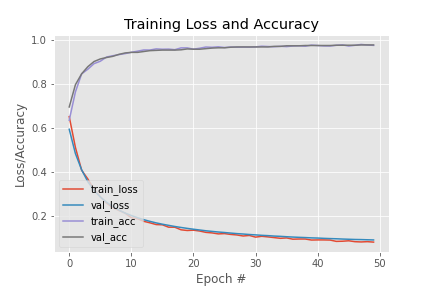 Training Loss and Accuracy
1.0
0.8
0.6
0.4
0.2
Loss/Accuracy
train_loss
val_loss
train_acc
val_acc
0 10 20 30 40 50
Epoch #